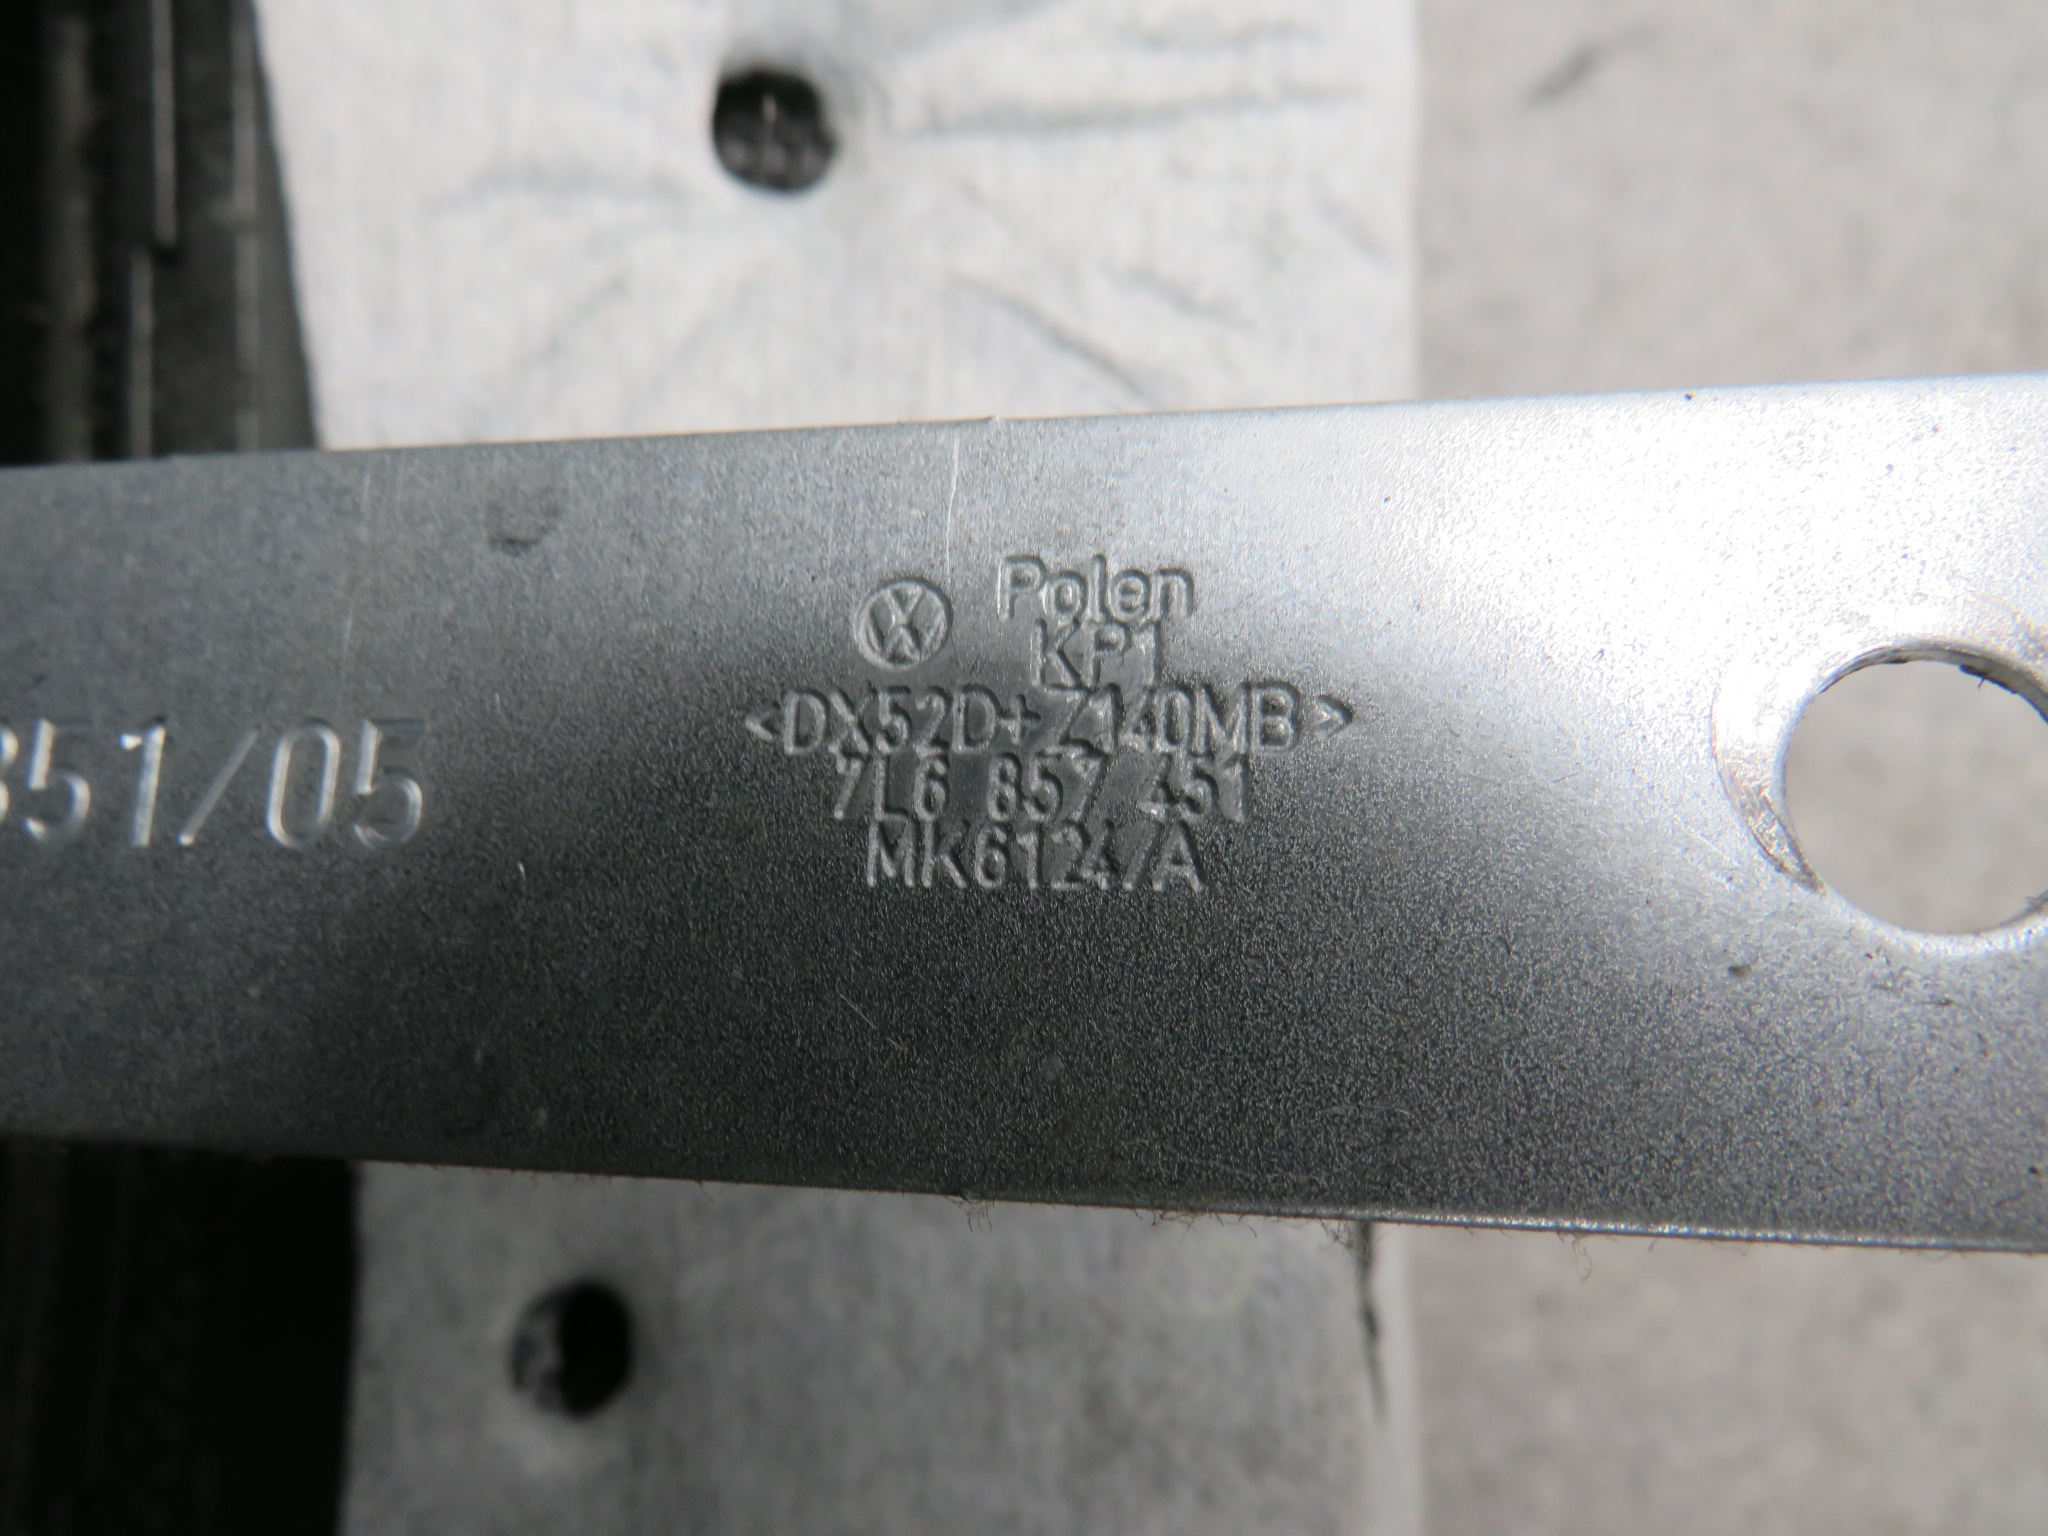 Polen
KP1
<DX52D+Z140MB>
7L6 857 451
MK6124/A
351/05